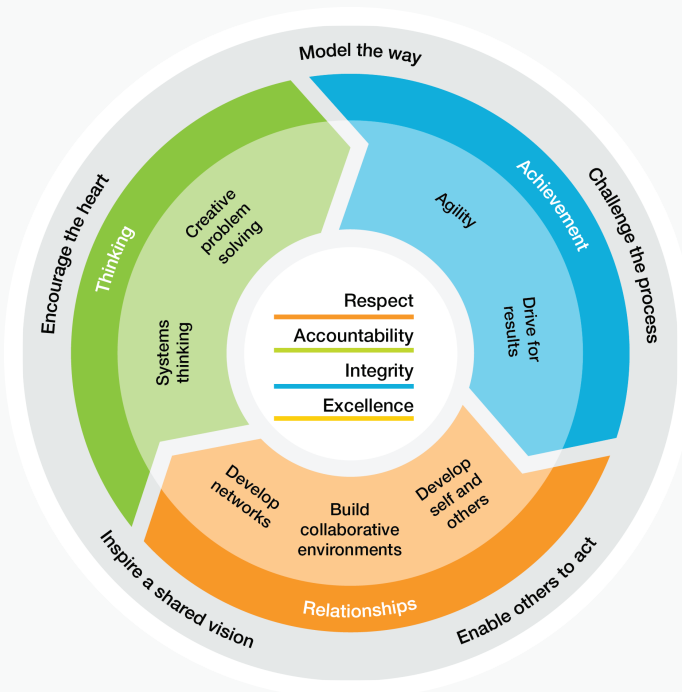 Model the way
Challenge the process
Enable others to act
Inspire a shared vision
Encourage the heart
Thinking
Creative
problem
solving
Systems
thinking
Achievement
Agility
Drive for
results
Relationships
Develop
networks
Build
collaborative
environments
Develop
self and
others
Respect
Accountability
Integrity
Excellence